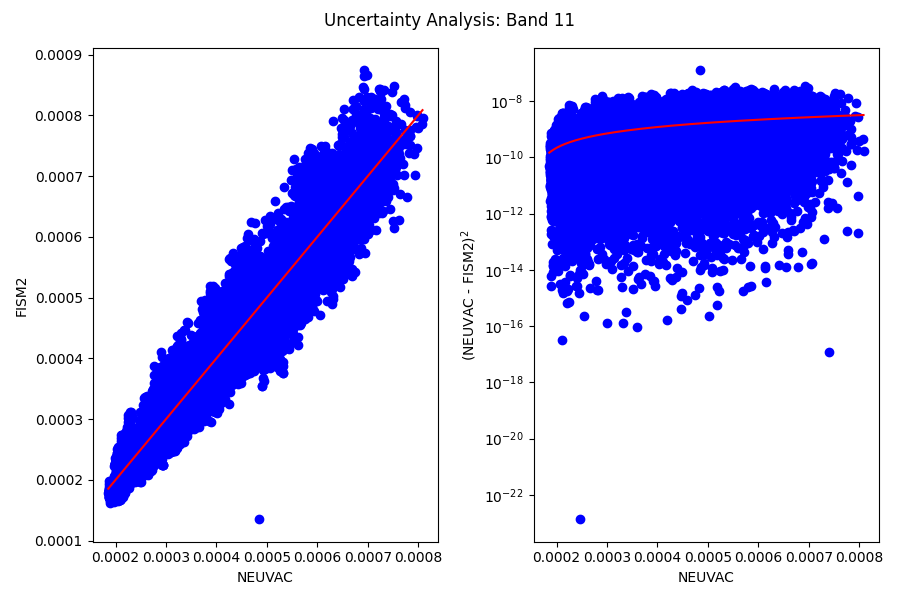 Uncertainty Analysis: Band 11
0.0009
0.0008
0.0007
0.0006
0.0005
0.0004
0.0003
0.0002
0.0001
FISM2
0.0002 0.0003 0.0004 0.0005 0.0006 0.0007 0.0008
NEUVAC
10⁻⁸
10⁻¹⁰
10⁻¹²
10⁻¹⁴
10⁻¹⁶
10⁻¹⁸
10⁻²⁰
10⁻²²
(NEUVAC - FISM2)²
0.0002 0.0003 0.0004 0.0005 0.0006 0.0007 0.0008
NEUVAC